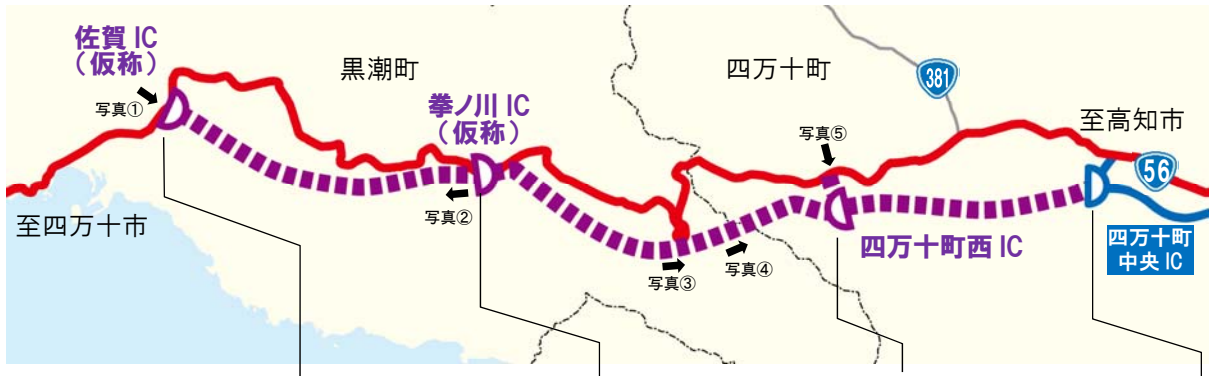 佐賀 IC
（仮称）
写真①
黒潮町
拳ノ川 IC
（仮称）
四万十町
381
写真⑤
至高知市
56
至四万十市
写真②
写真③
写真④
四万十町西 IC
四万十町
中央 IC